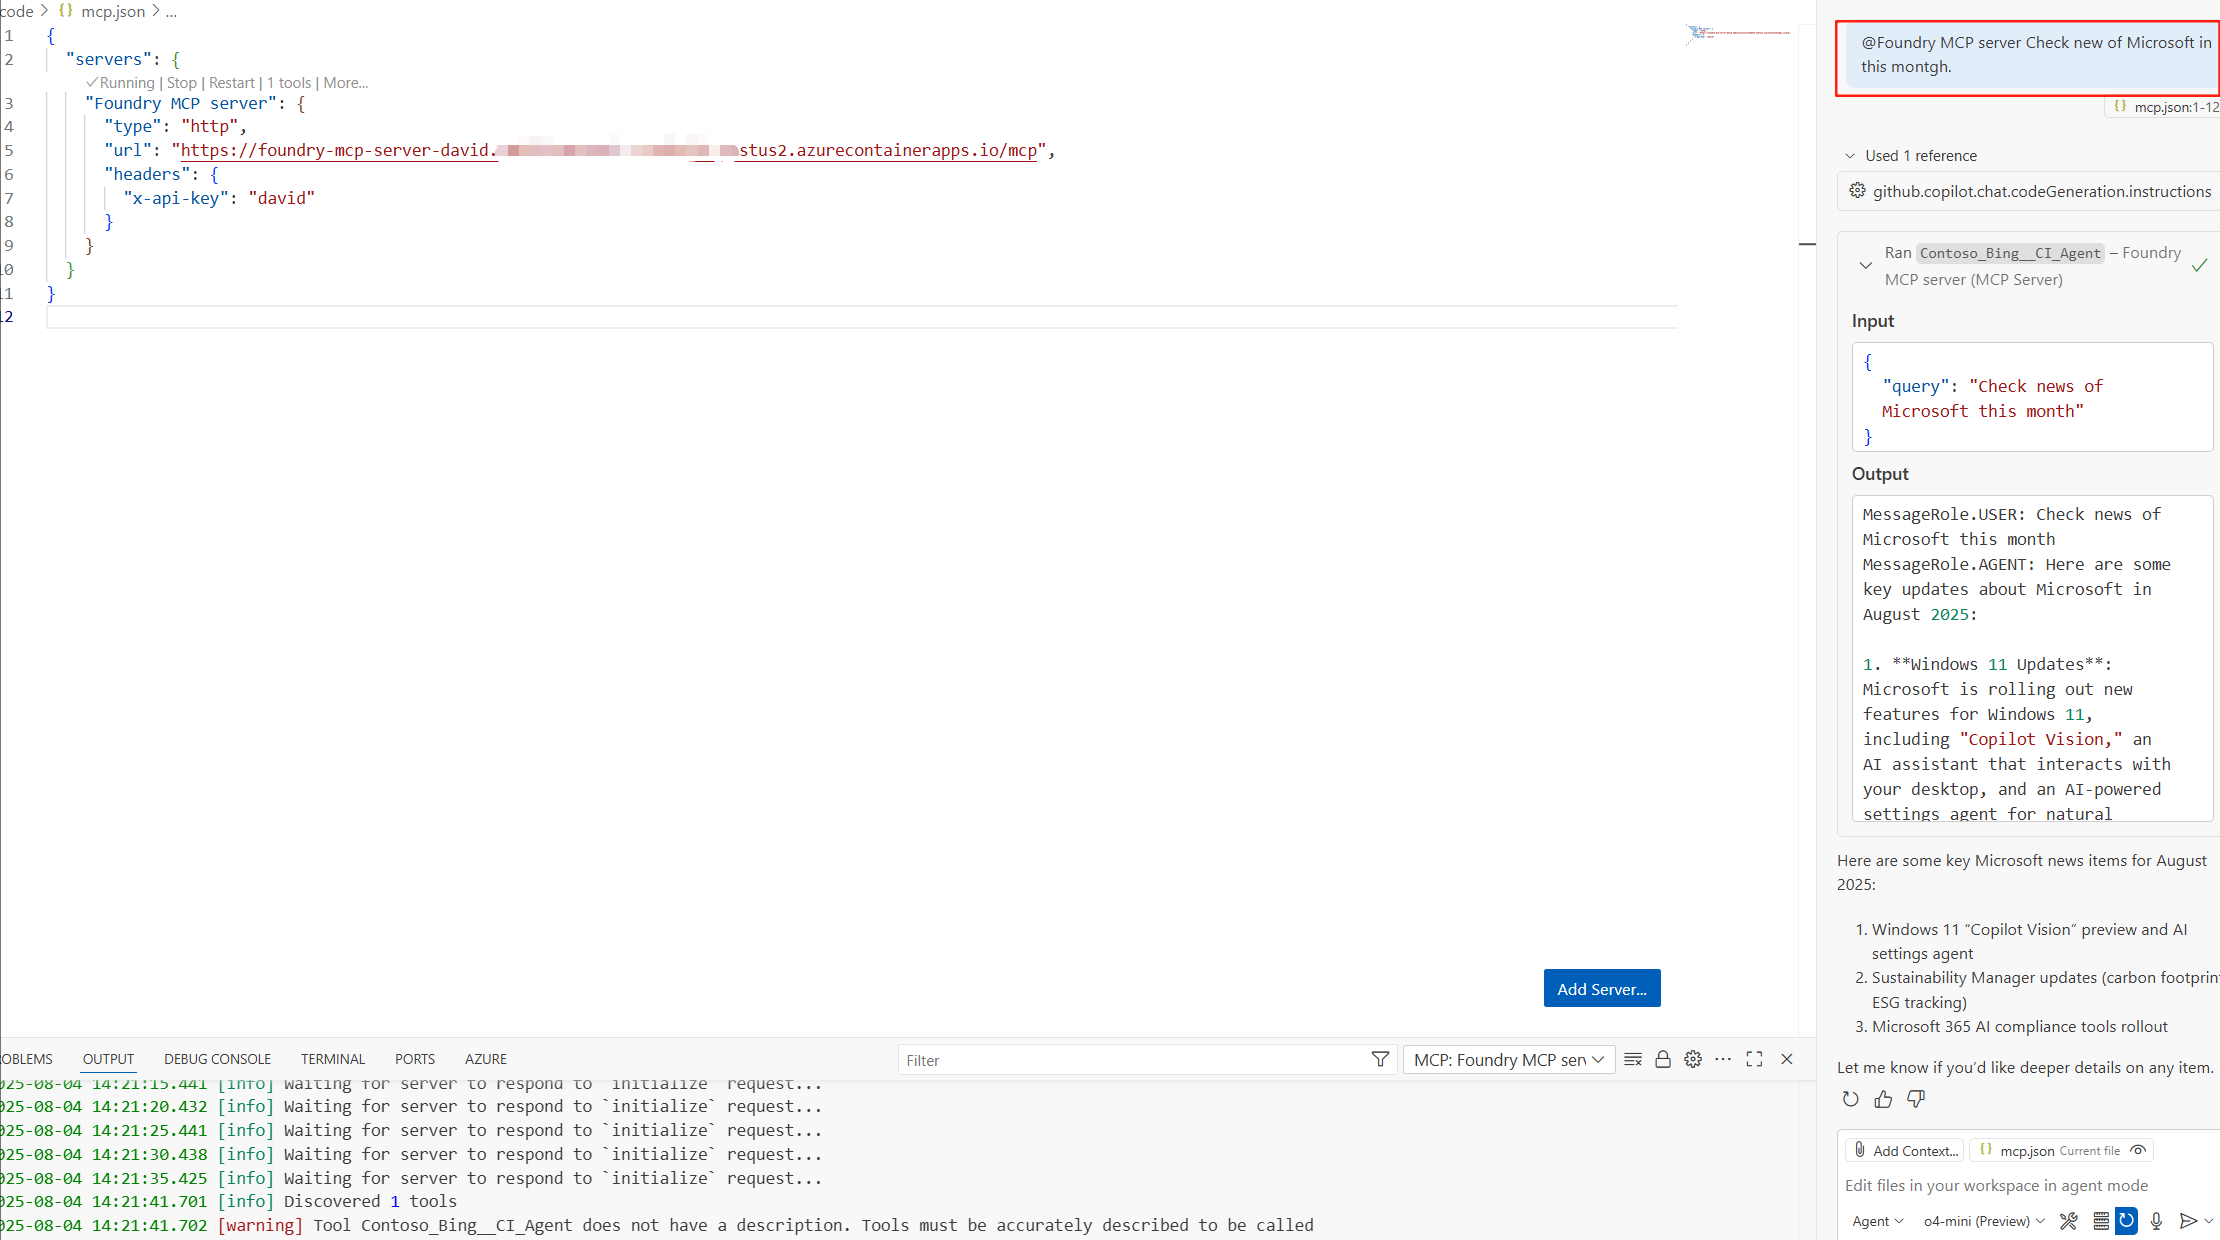 code > {} mcp.json > ...
1 {
2 "servers": {
✓Running | Stop | Restart | 1 tools | More...
3 "Foundry MCP server": {
4 "type": "http",
5 "url": "https://foundry-mcp-server-david. stus2.azurecontainerapps.io/mcp",
6 "headers": {
7 "x-api-key": "david"
8 }
9 }
10 }
11 }
12
Add Server...
OBLEMS OUTPUT DEBUG CONSOLE TERMINAL PORTS AZURE
Filter
MCP: Foundry MCP sen
025-08-04 14:21:15.441 [info] Waiting for server to respond to `initialize` request...
025-08-04 14:21:20.432 [info] Waiting for server to respond to `initialize` request...
025-08-04 14:21:25.441 [info] Waiting for server to respond to `initialize` request...
025-08-04 14:21:30.438 [info] Waiting for server to respond to `initialize` request...
025-08-04 14:21:35.425 [info] Waiting for server to respond to `initialize` request...
025-08-04 14:21:41.701 [info] Discovered 1 tools
025-08-04 14:21:41.702 [warning] Tool Contoso_Bing__CI_Agent does not have a description. Tools must be accurately described to be called
@Foundry MCP server Check new of Microsoft in
this montgh.
{} mcp.json:1-12
Used 1 reference
github.copilot.chat.codeGeneration.instructions
Ran Contoso_Bing__CI_Agent – Foundry
MCP server (MCP Server)
Input
{
"query": "Check news of
Microsoft this month"
}
Output
MessageRole.USER: Check news of
Microsoft this month
MessageRole.AGENT: Here are some
key updates about Microsoft in
August 2025:
1. **Windows 11 Updates**:
Microsoft is rolling out new
features for Windows 11,
including "Copilot Vision," an
AI assistant that interacts with
your desktop, and an AI-powered
settings agent for natural
Here are some key Microsoft news items for August
2025:
1. Windows 11 “Copilot Vision” preview and AI
settings agent
2. Sustainability Manager updates (carbon footprint
ESG tracking)
3. Microsoft 365 AI compliance tools rollout
Let me know if you’d like deeper details on any item.
Add Context... {} mcp.json Current file
Edit files in your workspace in agent mode
Agent o4-mini (Preview)